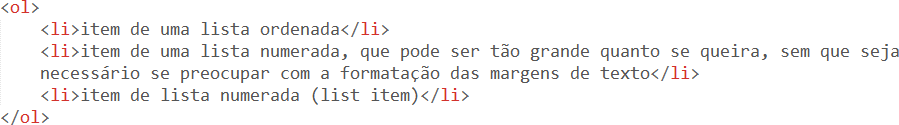 <ol>
<li>item de uma lista ordenada</li>
<li>item de uma lista numerada, que pode ser tão grande quanto se queira, sem que seja
necessário se preocupar com a formatação das margens de texto</li>
<li>item de lista numerada (list item)</li>
</ol>